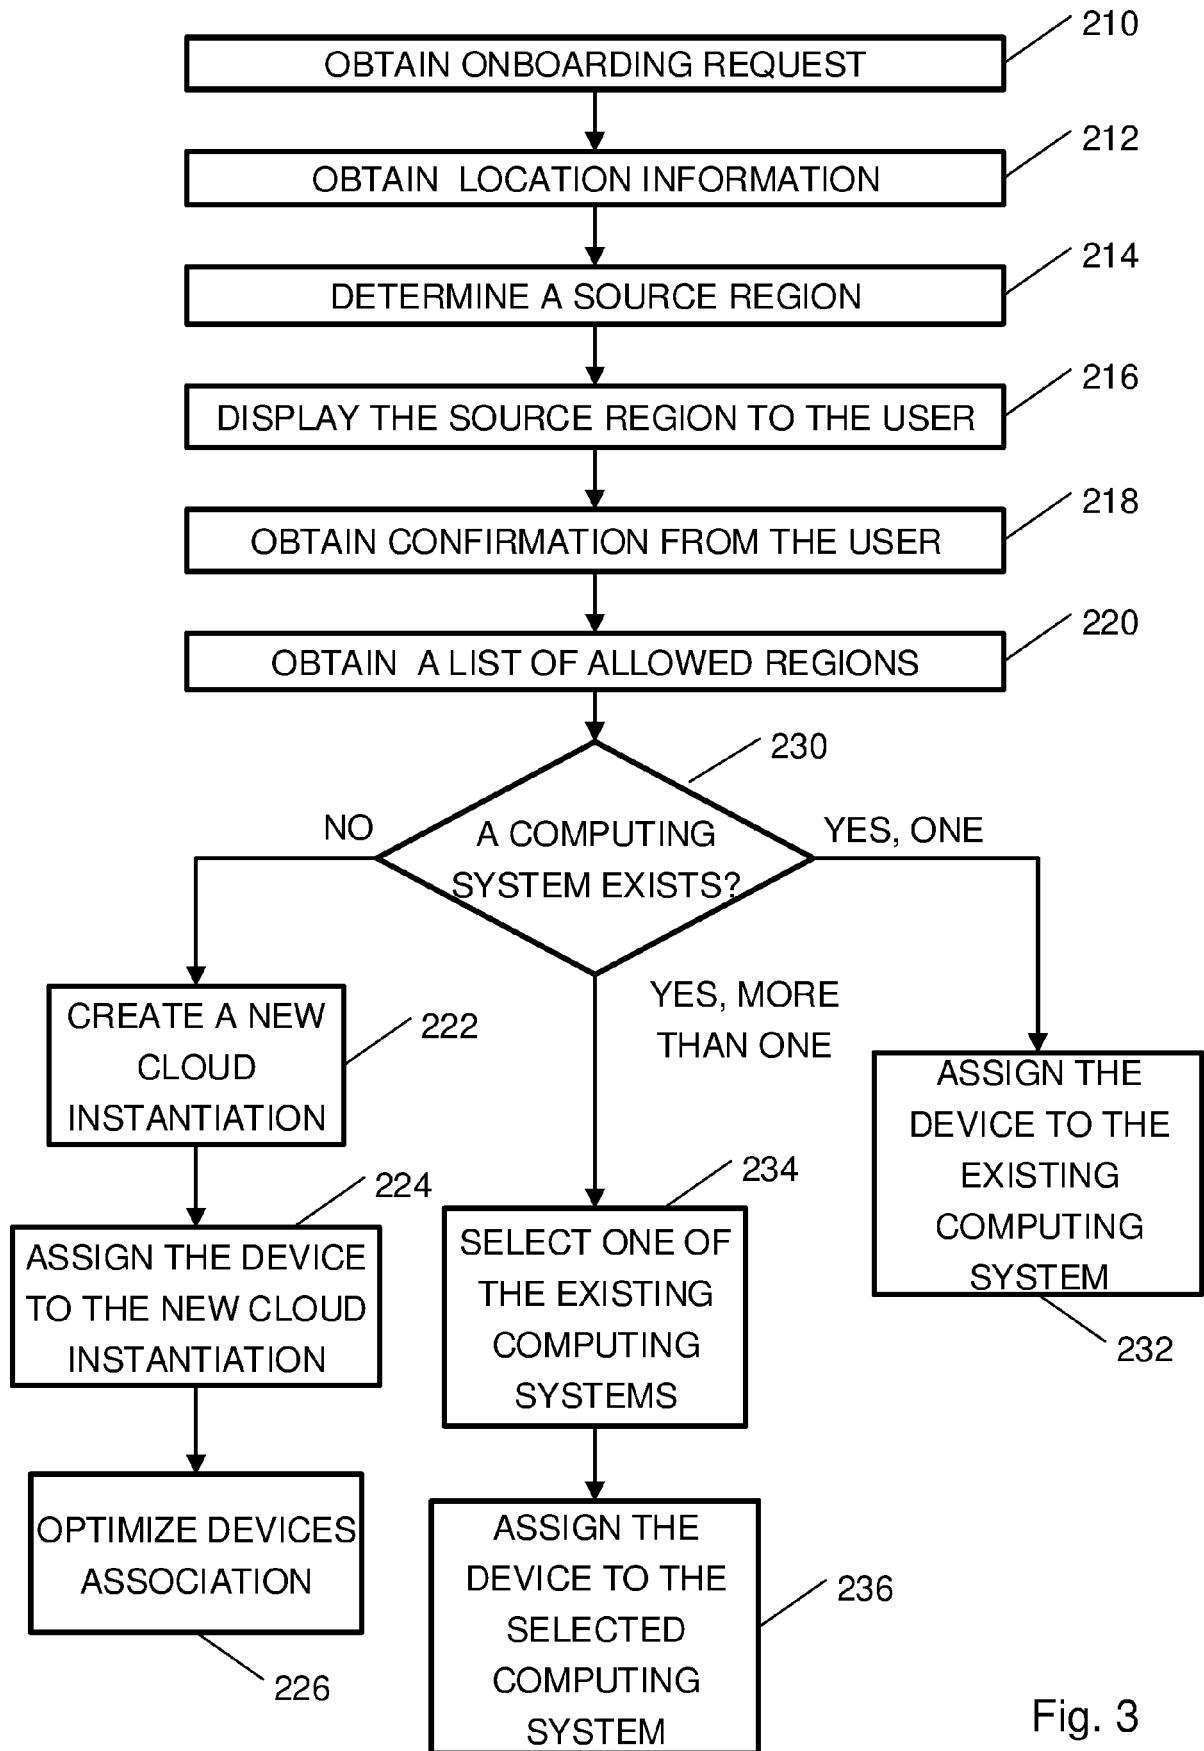 210
OBTAIN ONBOARDING REQUEST
212
OBTAIN LOCATION INFORMATION
214
DETERMINE A SOURCE REGION
216
DISPLAY THE SOURCE REGION TO THE USER
218
OBTAIN CONFIRMATION FROM THE USER
220
OBTAIN A LIST OF ALLOWED REGIONS
230
A COMPUTING
SYSTEM EXISTS?
NO
YES, ONE
YES, MORE
THAN ONE
CREATE A NEW
CLOUD
INSTANTIATION
222
224
ASSIGN THE DEVICE
TO THE NEW CLOUD
INSTANTIATION
OPTIMIZE DEVICES
ASSOCIATION
226
234
SELECT ONE OF
THE EXISTING
COMPUTING
SYSTEMS
ASSIGN THE
DEVICE TO THE
SELECTED
COMPUTING
SYSTEM
236
ASSIGN THE
DEVICE TO THE
EXISTING
COMPUTING
SYSTEM
232
Fig. 3